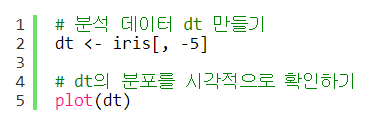 1 # 분석 데이터 dt 만들기
2 dt <- iris[, -5]
3
4 # dt의 분포를 시각적으로 확인하기
5 plot(dt)